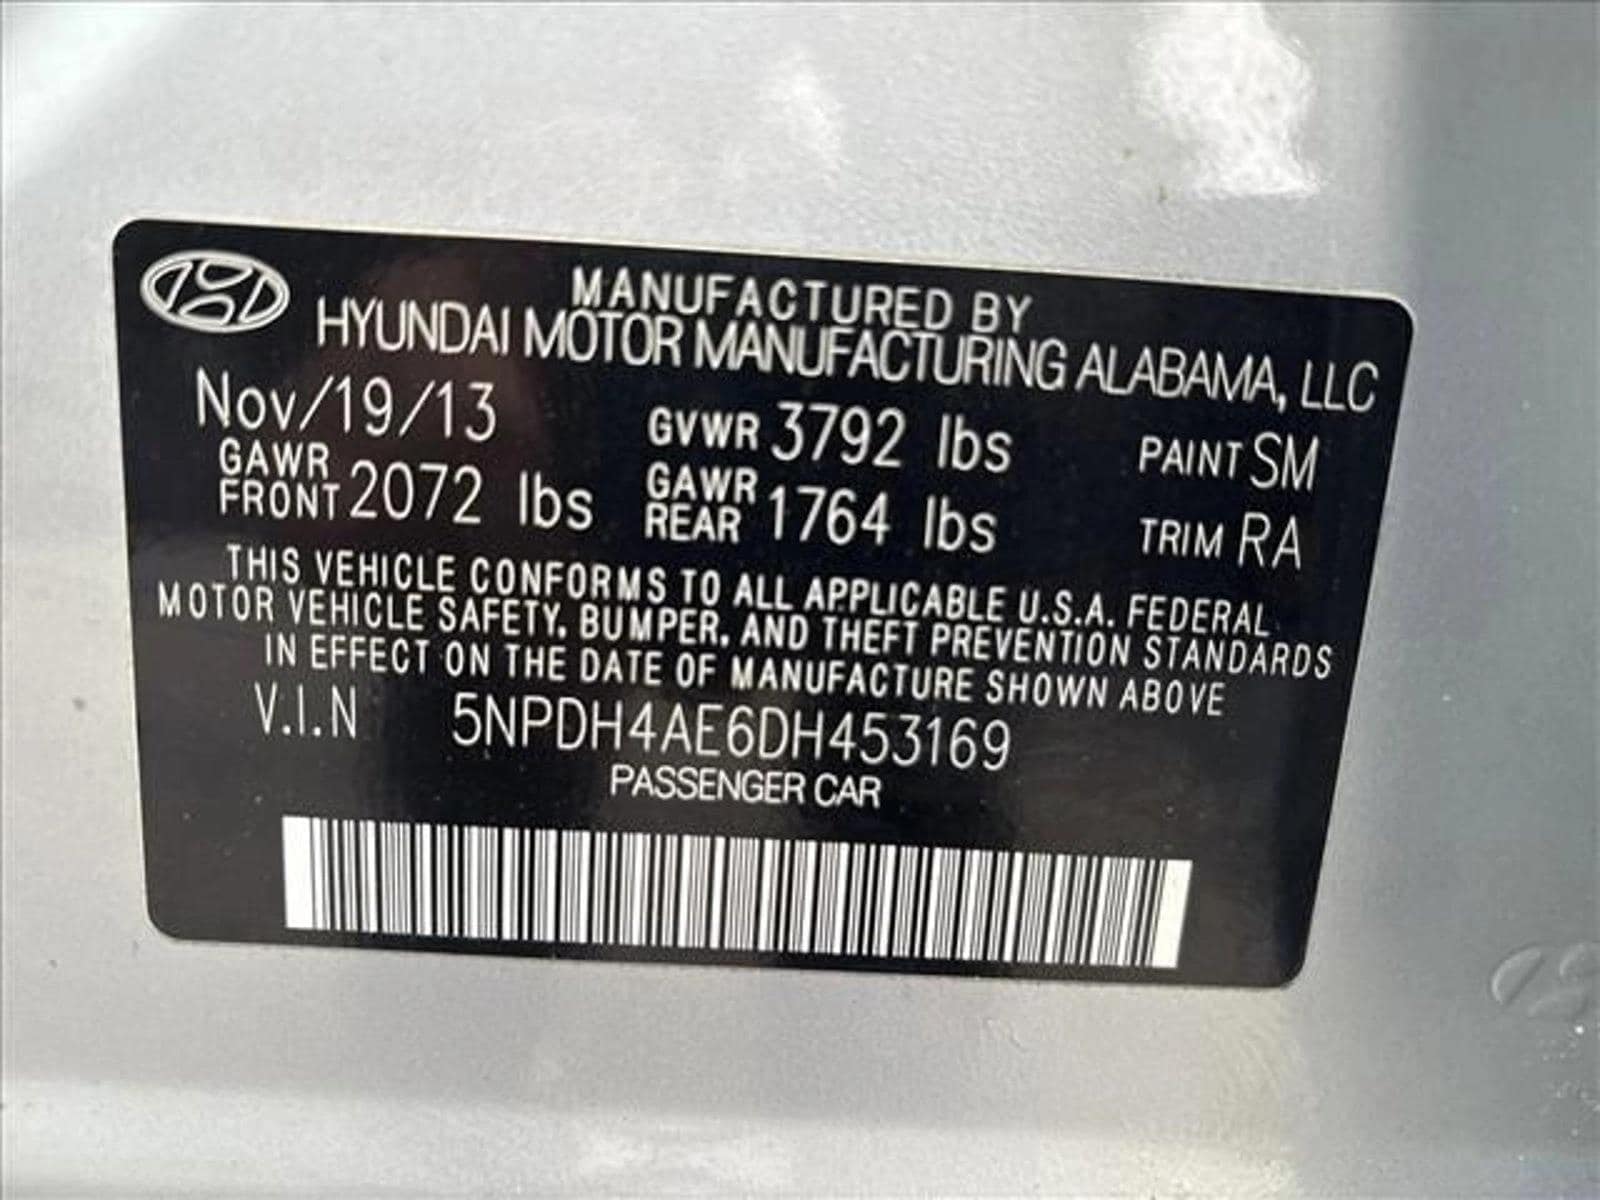 MANUFACTURED BY
HYUNDAI MOTOR MANUFACTURING ALABAMA, LLC
Nov/19/13 GVWR 3792 lbs PAINT SM
GAWR FRONT 2072 lbs GAWR REAR 1764 lbs TRIM RA
THIS VEHICLE CONFORMS TO ALL APPLICABLE U.S.A. FEDERAL
MOTOR VEHICLE SAFETY, BUMPER, AND THEFT PREVENTION STANDARDS
IN EFFECT ON THE DATE OF MANUFACTURE SHOWN ABOVE
V.I.N 5NPDH4AE6DH453169
PASSENGER CAR